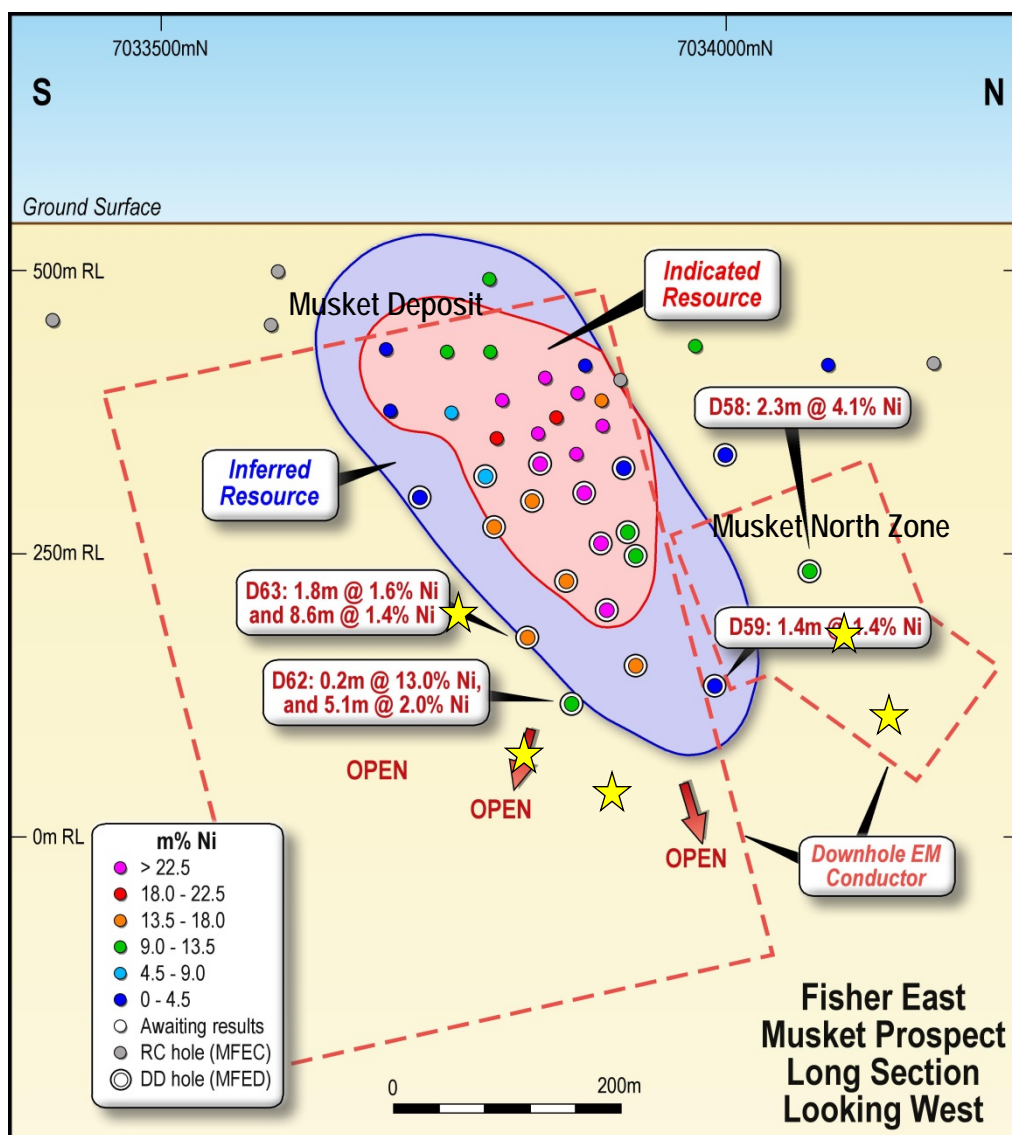 7033500mN
7034000mN
S
N
Ground Surface
500m RL
Indicated
Resource
Musket Deposit
D58: 2.3m @ 4.1% Ni
Inferred
Resource
Musket North Zone
250m RL
D63: 1.8m @ 1.6% Ni
and 8.6m @ 1.4% Ni
D59: 1.4m @ 1.4% Ni
D62: 0.2m @ 13.0% Ni,
and 5.1m @ 2.0% Ni
OPEN
OPEN
OPEN
0m RL
Downhole EM
Conductor
m% Ni
> 22.5
18.0 - 22.5
13.5 - 18.0
9.0 - 13.5
4.5 - 9.0
0 - 4.5
Awaiting results
RC hole (MFEC)
DD hole (MFED)
0
200m
Fisher East
Musket Prospect
Long Section
Looking West